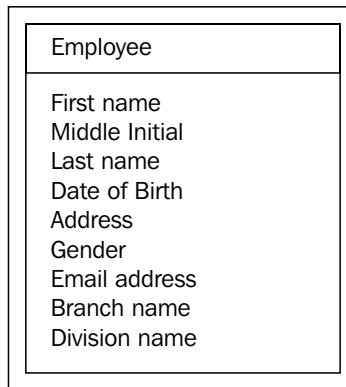 Employee
First name
Middle Initial
Last name
Date of Birth
Address
Gender
Email address
Branch name
Division name